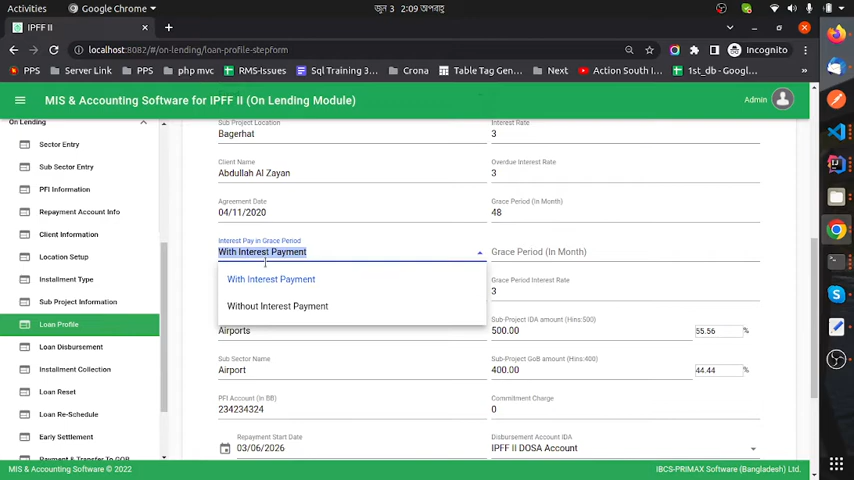 Activities
Google Chrome
জুন 3 2:09 অপরাহ্ণ
IPFF II
localhost:8082/#/on-lending/loan-profile-stepform
Incognito
PPS
Server Link
PPS
php mvc
RMS-Issues
Sql Training 3...
Crona
Table Tag Gener...
Next
Action South I...
1st_db - Googl...
MIS & Accounting Software for IPFF II (On Lending Module)
Admin
On Lending
Sector Entry
Sub Sector Entry
PFI Information
Repayment Account Info
Client Information
Location Setup
Installment Type
Sub Project Information
Loan Profile
Loan Disbursement
Installment Collection
Loan Reset
Loan Re-Schedule
Early Settlement
Payment & Transfer To GOB
Sub Project Location
Bagerhat
Interest Rate
3
Client Name
Abdullah Al Zayan
Overdue Interest Rate
3
Agreement Date
04/11/2020
Grace Period (In Month)
48
Interest Pay in Grace Period
With Interest Payment
Grace Period (In Month)
With Interest Payment
Without Interest Payment
Grace Period Interest Rate
3
Airports
Sub-Project IDA amount (Hins:500)
500.00
55.56 %
Sub Sector Name
Airport
Sub-Project GoB amount (Hins:400)
400.00
44.44 %
PFI Account (in BB)
234234324
Commitment Charge
0
Repayment Start Date
03/06/2026
Disbursement Account IDA
IPFF II DOSA Account
MIS & Accounting Software © 2022
IBCS-PRIMAX Software (Bangladesh) Ltd.